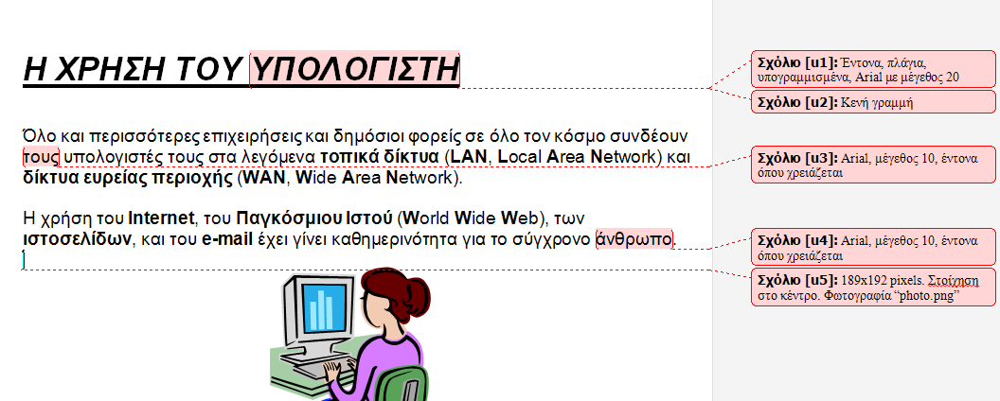 Η ΧΡΗΣΗ ΤΟΥ ΥΠΟΛΟΓΙΣΤΗ
Όλο και περισσότερες επιχειρήσεις και δημόσιοι φορείς σε όλο τον κόσμο συνδέουν
τους υπολογιστές τους στα λεγόμενα τοπικά δίκτυα (LAN, Local Area Network) και
δίκτυα ευρείας περιοχής (WAN, Wide Area Network).
Η χρήση του Internet, του Παγκόσμιου Ιστού (World Wide Web), των
ιστοσελίδων, και του e-mail έχει γίνει καθημερινότητα για το σύγχρονο άνθρωπο.
Σχόλιο [u1]: Έντονα, πλάγια,
υπογραμμισμένα, Arial με μέγεθος 20
Σχόλιο [u2]: Κενή γραμμή
Σχόλιο [u3]: Arial, μέγεθος 10, έντονα
όπου χρειάζεται
Σχόλιο [u4]: Arial, μέγεθος 10, έντονα
όπου χρειάζεται
Σχόλιο [u5]: 189x192 pixels. Στοίχηση
στο κέντρο. Φωτογραφία “photo.png”